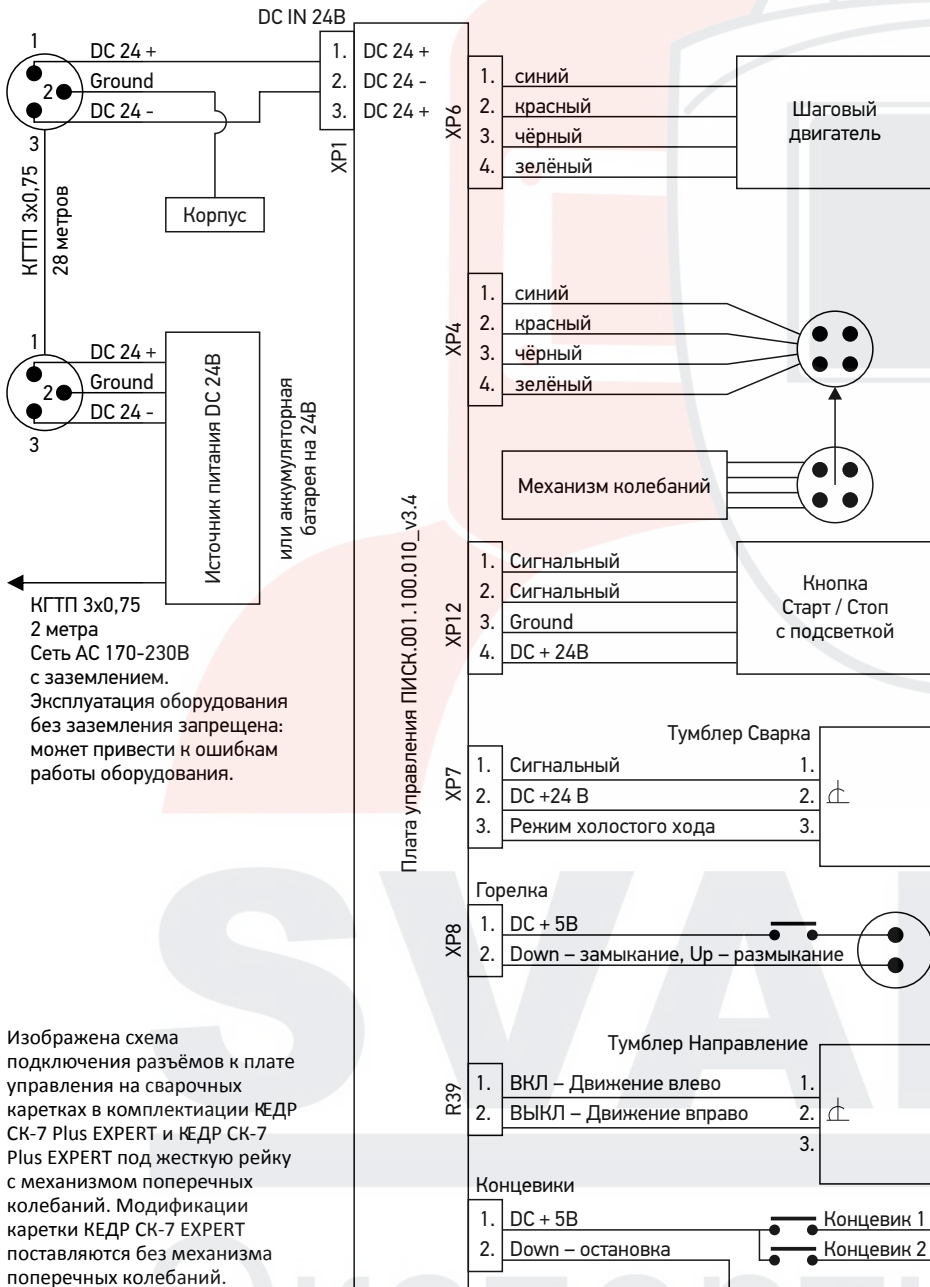 DC IN 24В
1
2
3
DC 24 +
Ground
DC 24 -
1. DC 24 +
2. DC 24 -
3. DC 24 +
XP1
Корпус
КГТП 3х0,75
28 метров
1
2
3
DC 24 +
Ground
DC 24 -
Источник питания DC 24В
или аккумуляторная
батарея на 24В
КГТП 3х0,75
2 метра
Сеть АС 170-230В
с заземлением.
Эксплуатация оборудования
без заземления запрещена:
может привести к ошибкам
работы оборудования.
Плата управления ПИСК.001.100.010_v3.4
XP6
1. синий
2. красный
3. чёрный
4. зелёный
Шаговый
двигатель
XP4
1. синий
2. красный
3. чёрный
4. зелёный
Механизм колебаний
XP12
1. Сигнальный
2. Сигнальный
3. Ground
4. DC + 24В
Кнопка
Старт / Стоп
с подсветкой
Тумблер Сварка
XP7
1. Сигнальный 1.
2. DC +24 В 2.
3. Режим холостого хода 3.
Горелка
XP8
1. DC + 5В
2. Down – замыкание, Up – размыкание
Тумблер Направление
R39
1. ВКЛ – Движение влево 1.
2. ВЫКЛ – Движение вправо 2.
3.
Концевики
1. DC + 5В Концевик 1
2. Down – остановка Концевик 2
Изображена схема
подключения разъёмов к плате
управления на сварочных
каретках в комплектиации КЕДР
СК-7 Plus EXPERT и КЕДР СК-7
Plus EXPERT под жесткую рейку
с механизмом поперечных
колебаний. Модификации
каретки КЕДР СК-7 EXPERT
поставляются без механизма
поперечных колебаний.